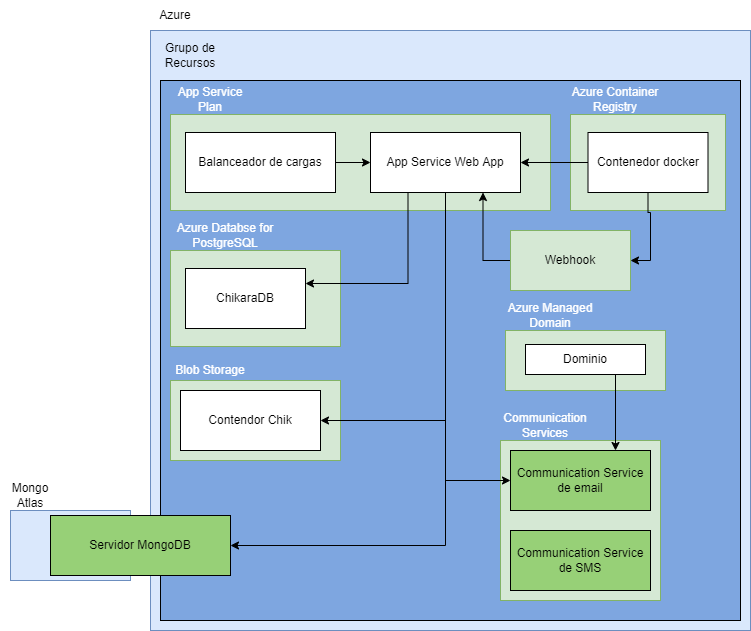 Azure
Grupo de
Recursos
App Service
Plan
Azure Container
Registry
Balanceador de cargas
App Service Web App
Contenedor docker
Azure Databse for
PostgreSQL
Webhook
ChikaraDB
Azure Managed
Domain
Dominio
Blob Storage
Contendor Chik
Communication
Services
Communication Service
de email
Mongo
Atlas
Servidor MongoDB
Communication Service
de SMS